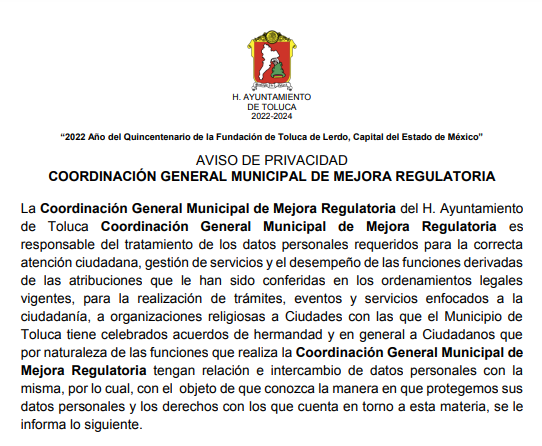 H. AYUNTAMIENTO
DE TOLUCA
2022-2024
“2022 Año del Quincentenario de la Fundación de Toluca de Lerdo, Capital del Estado de México”
AVISO DE PRIVACIDAD
COORDINACIÓN GENERAL MUNICIPAL DE MEJORA REGULATORIA
La Coordinación General Municipal de Mejora Regulatoria del H. Ayuntamiento
de Toluca Coordinación General Municipal de Mejora Regulatoria es
responsable del tratamiento de los datos personales requeridos para la correcta
atención ciudadana, gestión de servicios y el desempeño de las funciones derivadas
de las atribuciones que le han sido conferidas en los ordenamientos legales
vigentes, para la realización de trámites, eventos y servicios enfocados a la
ciudadanía, a organizaciones religiosas a Ciudades con las que el Municipio de
Toluca tiene celebrados acuerdos de hermandad y en general a Ciudadanos que
por naturaleza de las funciones que realiza la Coordinación General Municipal de
Mejora Regulatoria tengan relación e intercambio de datos personales con la
misma, por lo cual, con el objeto de que conozca la manera en que protegemos sus
datos personales y los derechos con los que cuenta en torno a esta materia, se le
informa lo siguiente.